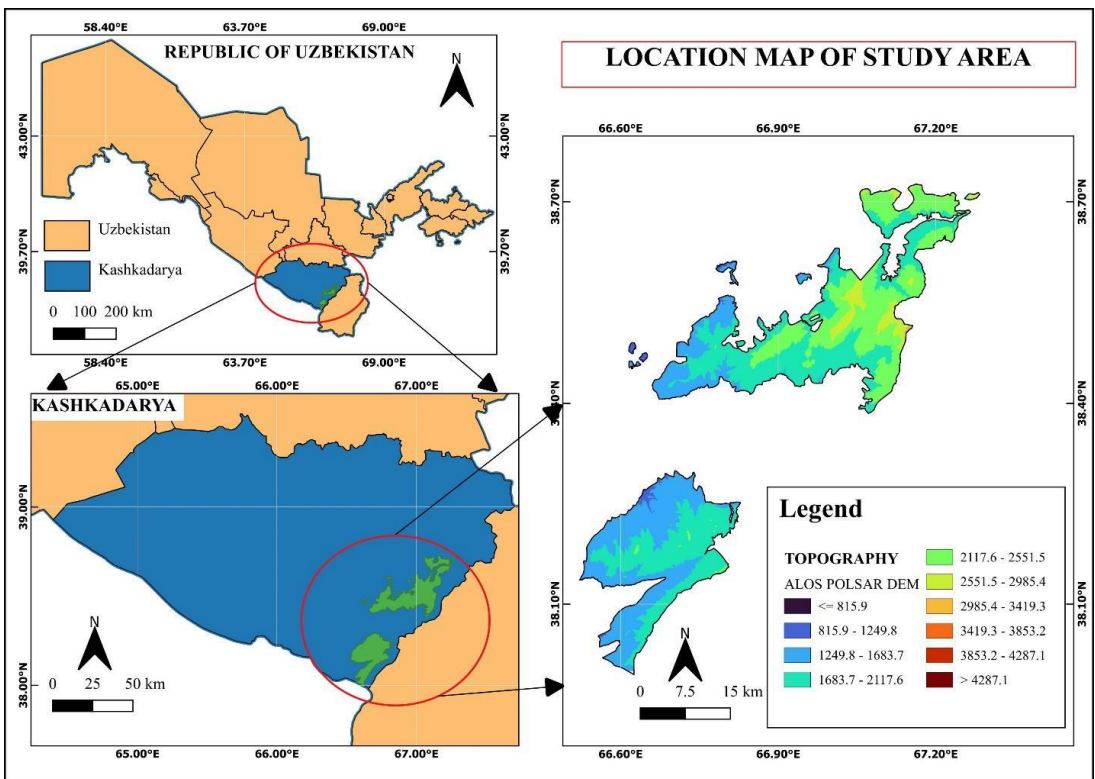 58.40°E 63.70°E 69.00°E
REPUBLIC OF UZBEKISTAN
N
43.00°N 43.00°N
39.70°N 39.70°N
Uzbekistan
Kashkadarya
0 100 200 km
58.40°E 63.70°E 69.00°E
65.00°E 66.00°E 67.00°E
KASHKADARYA
39.00°N 39.00°N
N
38.00°N 38.00°N
0 25 50 km
65.00°E 66.00°E 67.00°E
LOCATION MAP OF STUDY AREA
66.60°E 66.90°E 67.20°E
38.70°N 38.70°N
38.40°N 38.40°N
38.10°N 38.10°N
N
0 7.5 15 km
66.60°E 66.90°E 67.20°E
Legend
TOPOGRAPHY
ALOS POLSAR DEM
<= 815.9
815.9 - 1249.8
1249.8 - 1683.7
1683.7 - 2117.6
2117.6 - 2551.5
2551.5 - 2985.4
2985.4 - 3419.3
3419.3 - 3853.2
3853.2 - 4287.1
> 4287.1